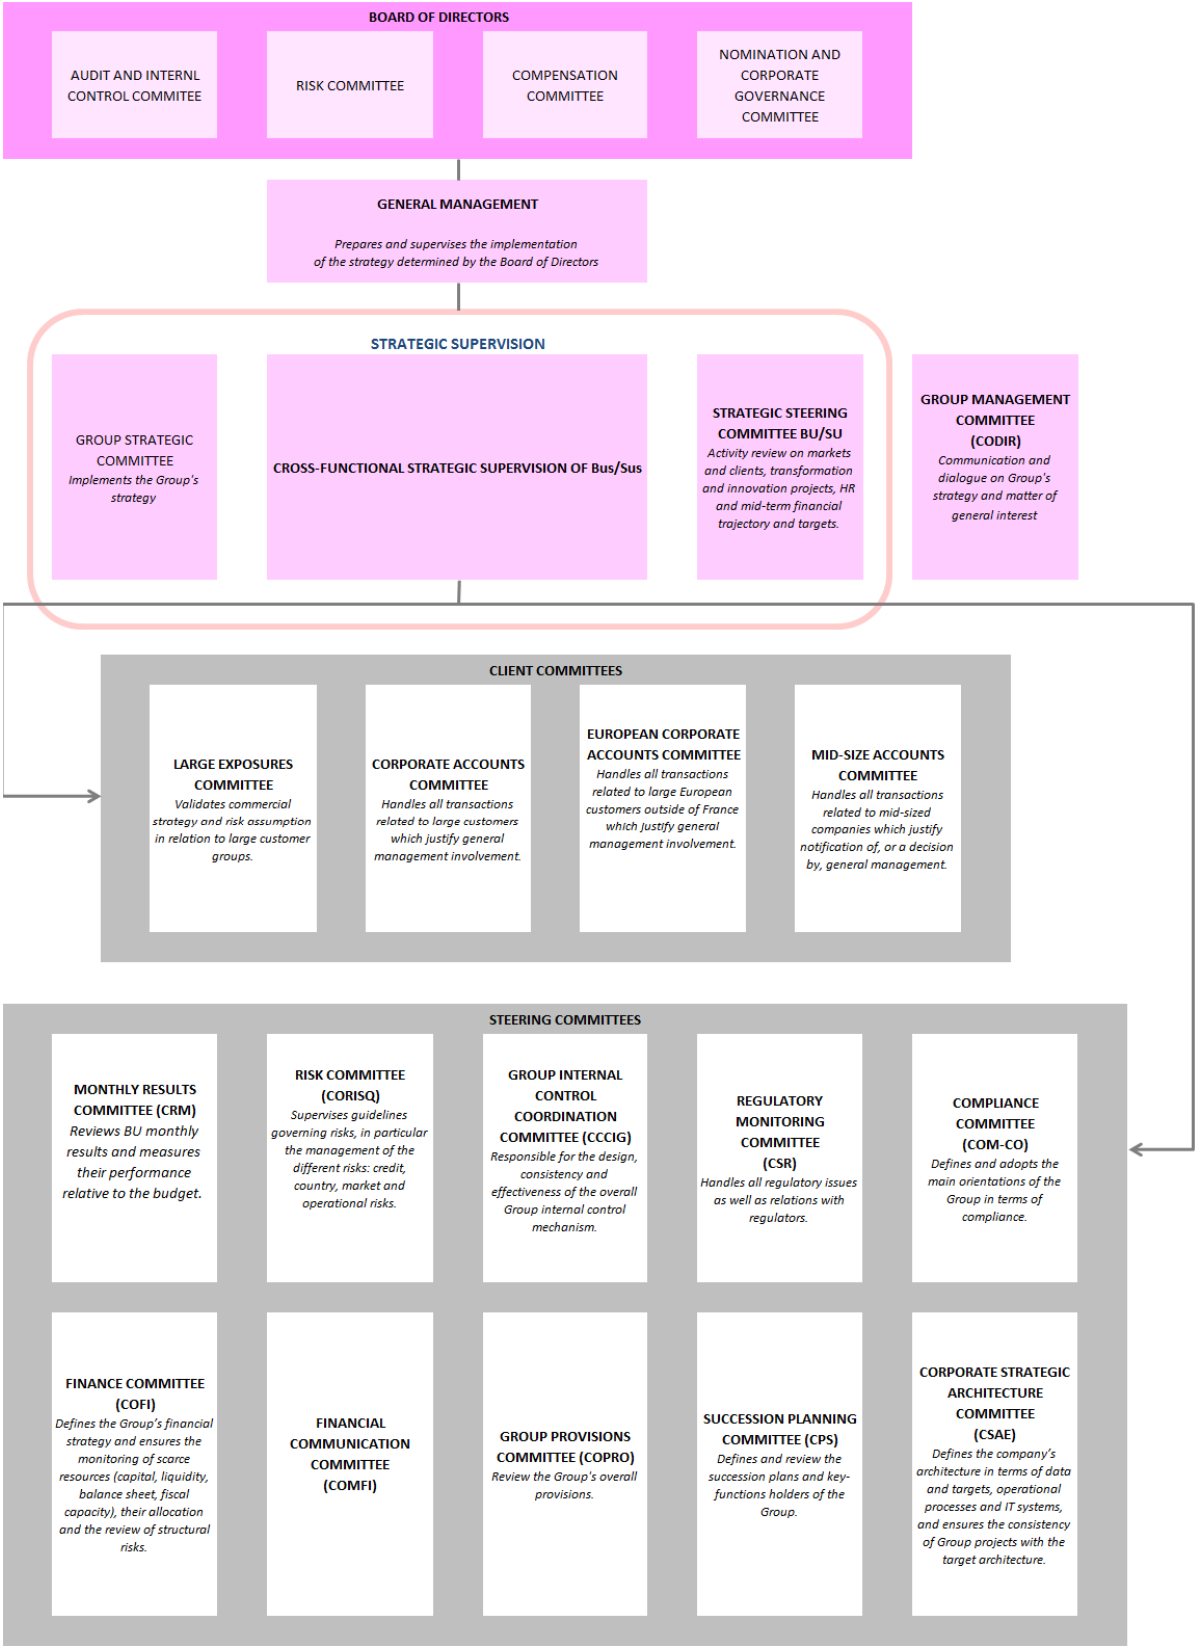 BOARD OF DIRECTORS
AUDIT AND INTERNL
CONTROL COMMITEE
RISK COMMITTEE
COMPENSATION
COMMITTEE
NOMINATION AND
CORPORATE
GOVERNANCE
COMMITTEE
GENERAL MANAGEMENT
Prepares and supervises the implementation
of the strategy determined by the Board of Directors
STRATEGIC SUPERVISION
GROUP STRATEGIC
COMMITTEE
Implements the Group's
strategy
CROSS-FUNCTIONAL STRATEGIC SUPERVISION OF Bus/Sus
STRATEGIC STEERING
COMMITTEE BU/SU
Activity review on markets
and clients, transformation
and innovation projects, HR
and mid-term financial
trajectory and targets.
GROUP MANAGEMENT
COMMITTEE
(CODIR)
Communication and
dialogue on Group's
strategy and matter of
general interest
CLIENT COMMITTEES
LARGE EXPOSURES
COMMITTEE
Validates commercial
strategy and risk assumption
in relation to large customer
groups.
CORPORATE ACCOUNTS
COMMITTEE
Handles all transactions
related to large customers
which justify general
management involvement.
EUROPEAN CORPORATE
ACCOUNTS COMMITTEE
Handles all transactions
related to large European
customers outside of France
which justify general
management involvement.
MID-SIZE ACCOUNTS
COMMITTEE
Handles all transactions
related to mid-sized
companies which justify
notification of, or a decision
by, general management.
STEERING COMMITTEES
MONTHLY RESULTS
COMMITTEE (CRM)
Reviews BU monthly
results and measures
their performance
relative to the budget.
RISK COMMITTEE
(CORISQ)
Supervises guidelines
governing risks, in particular
the management of the
different risks: credit,
country, market and
operational risks.
GROUP INTERNAL
CONTROL
COORDINATION
COMMITTEE (CCCIG)
Responsible for the design,
consistency and
effectiveness of the overall
Group internal control
mechanism.
REGULATORY
MONITORING
COMMITTEE
(CSR)
Handles all regulatory issues
as well as relations with
regulators.
COMPLIANCE
COMMITTEE
(COM-CO)
Defines and adopts the
main orientations of the
Group in terms of
compliance.
FINANCE COMMITTEE
(COFI)
Defines the Group's financial
strategy and ensures the
monitoring of scarce
resources (capital, liquidity,
balance sheet, fiscal
capacity), their allocation
and the review of structural
risks.
FINANCIAL
COMMUNICATION
COMMITTEE
(COMFI)
GROUP PROVISIONS
COMMITTEE (COPRO)
Review the Group's overall
provisions.
SUCCESSION PLANNING
COMMITTEE (CPS)
Defines and review the
succession plans and key-
functions holders of the
Group.
CORPORATE STRATEGIC
ARCHITECTURE
COMMITTEE
(CSAE)
Defines the company's
architecture in terms of data
and targets, operational
processes and IT systems,
and ensures the consistency
of Group projects with the
target architecture.